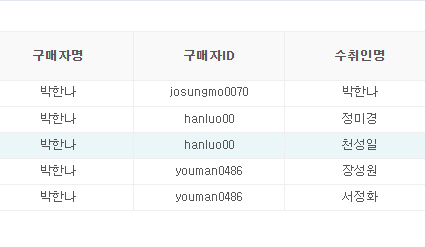 구매자명 구매자ID 수취인명
박한나 josungmo0070 박한나
박한나 hanluo00 정미경
박한나 hanluo00 천성일
박한나 youman0486 장성원
박한나 youman0486 서정화